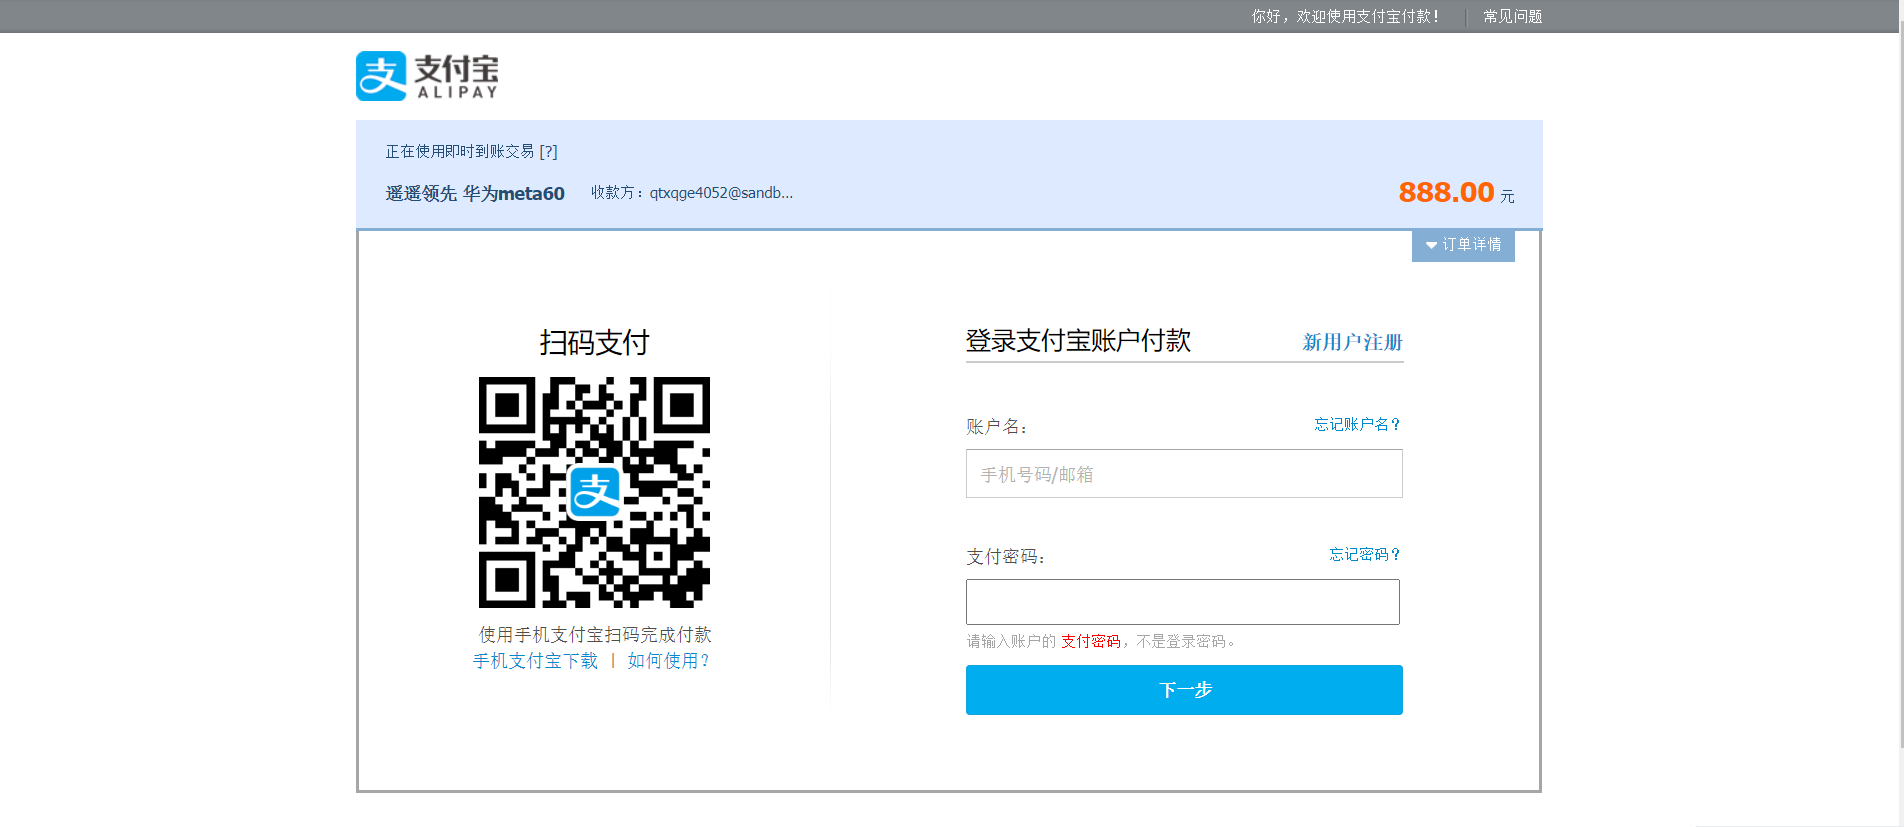 你好，欢迎使用支付宝付款！ 常见问题
支 支付宝
ALIPAY
正在使用即时到账交易 [?]
遥遥领先 华为meta60 收款方：qtxqge4052@sandb... 888.00 元
订单详情
扫码支付
支
使用手机支付宝扫码完成付款
手机支付宝下载 | 如何使用？
登录支付宝账户付款 新用户注册
账户名： 忘记账户名？
手机号码/邮箱
支付密码： 忘记密码？
请输入账户的 支付密码，不是登录密码。
下一步